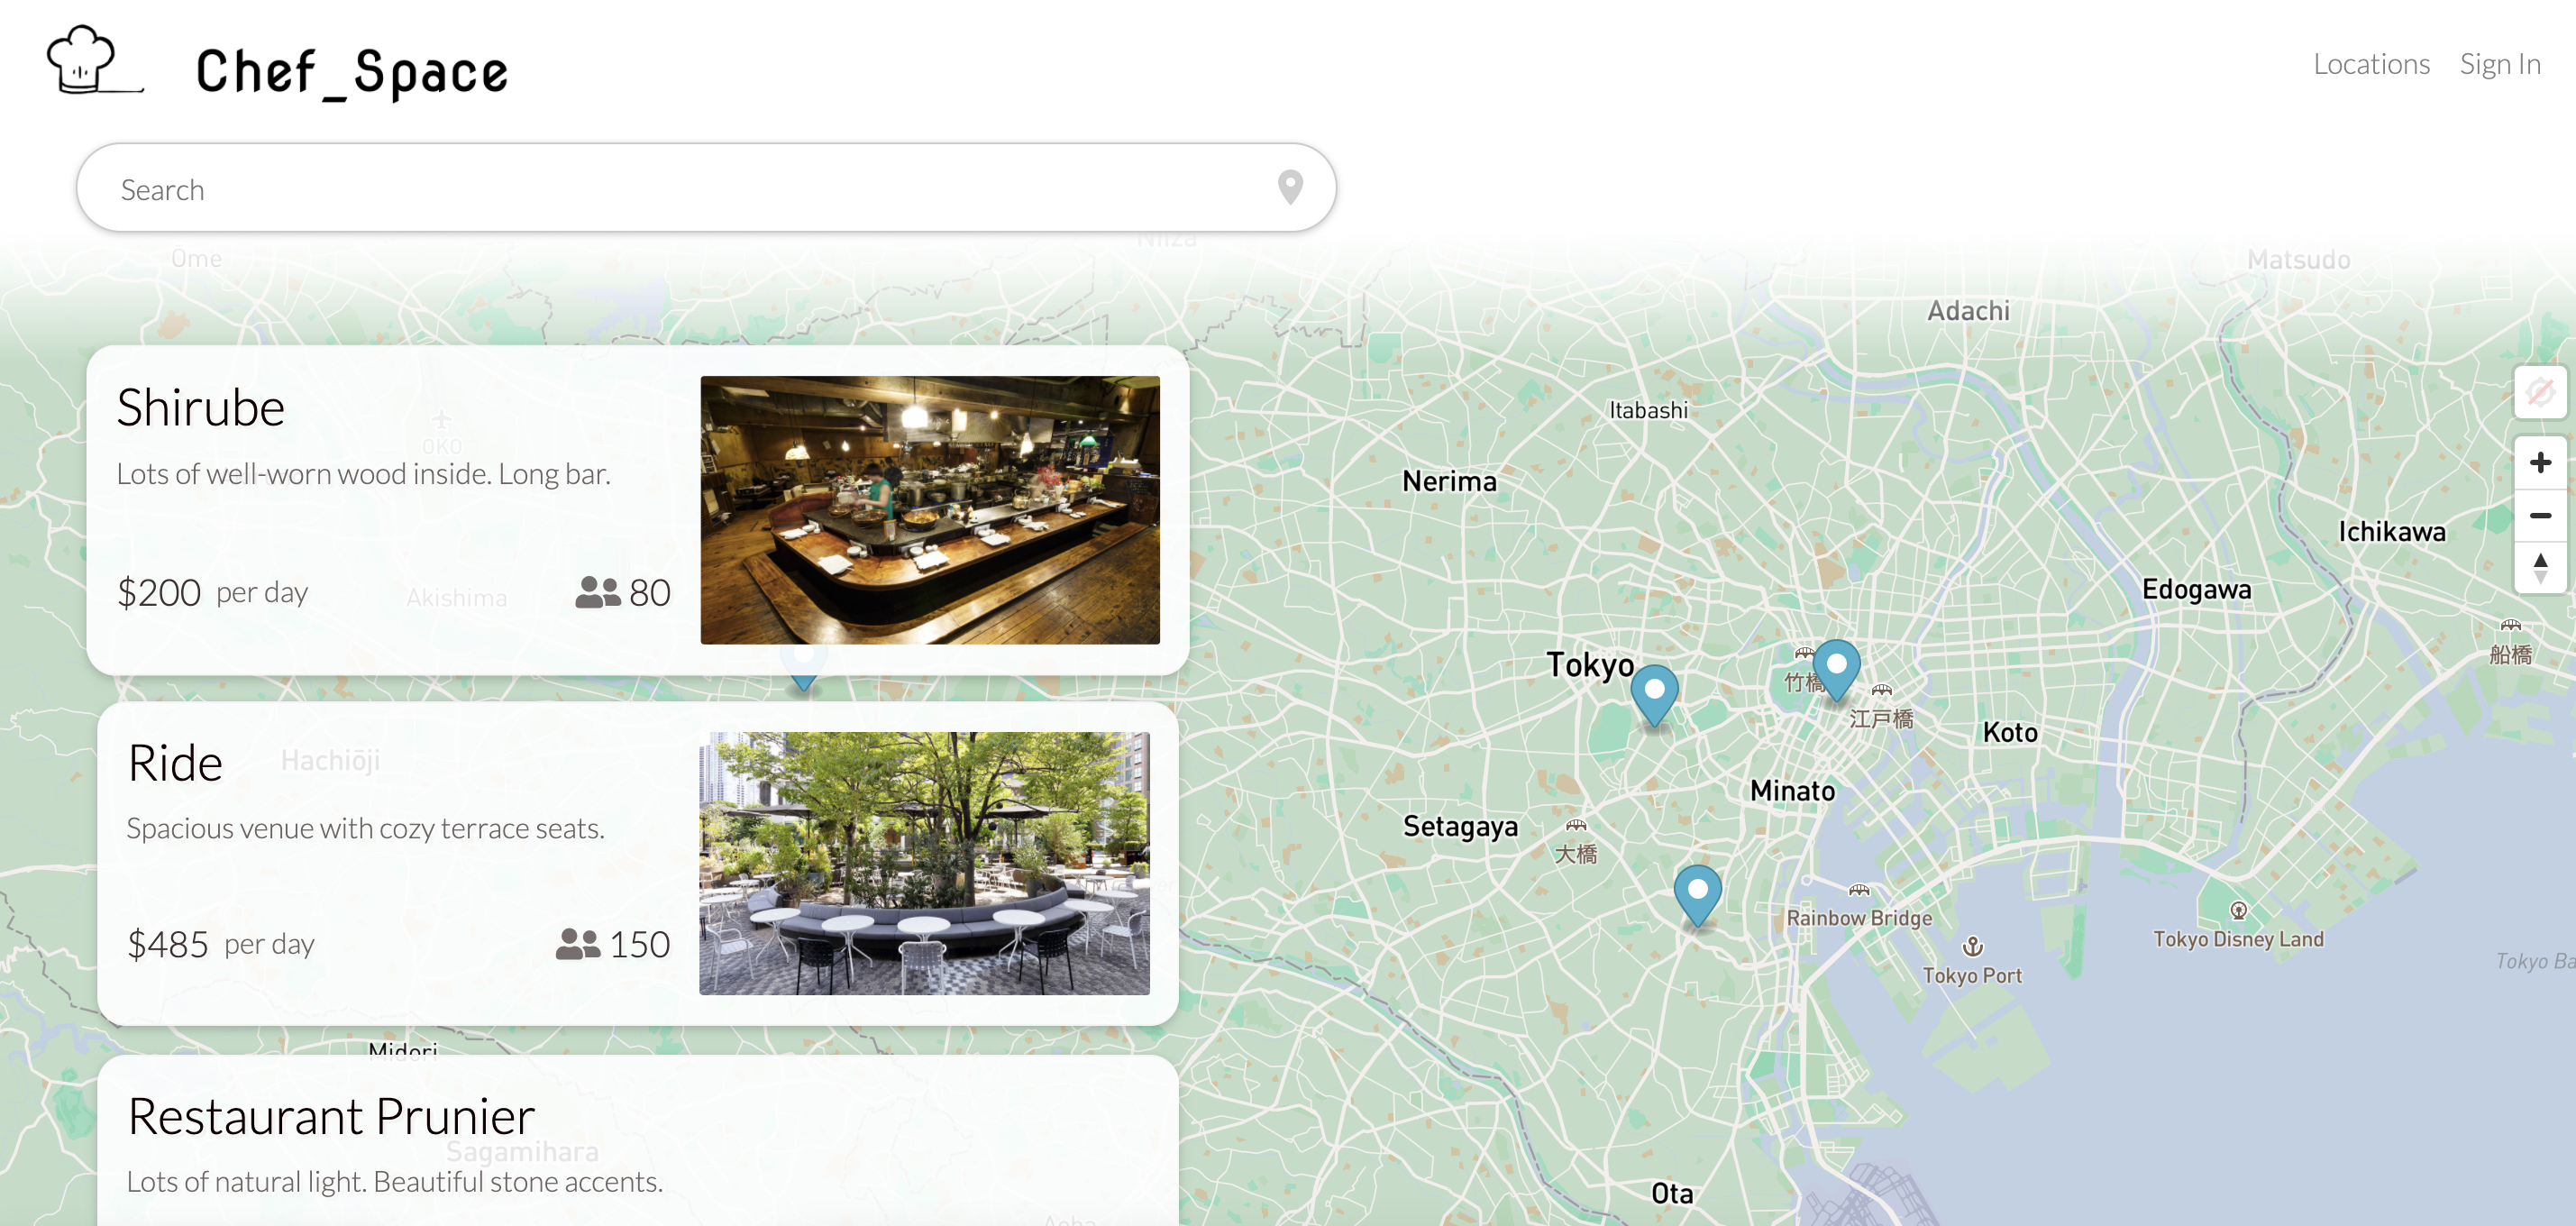 Chef_Space
Locations
Sign In
Search
Ōme
Niiza
Matsudo
Adachi
Shirube
OKO
Lots of well-worn wood inside. Long bar.
$200 per day
80
Akishima
Itabashi
Nerima
Ichikawa
Edogawa
船橋
Tokyo
竹橋
江戸橋
Koto
Minato
Setagaya
大橋
Rainbow Bridge
Tokyo Disney Land
Tokyo Port
Tokyo Ba
Ride
Hachiōji
Spacious venue with cozy terrace seats.
$485 per day
150
Midori
Restaurant Prunier
Sagamihara
Lots of natural light. Beautiful stone accents.
Ota